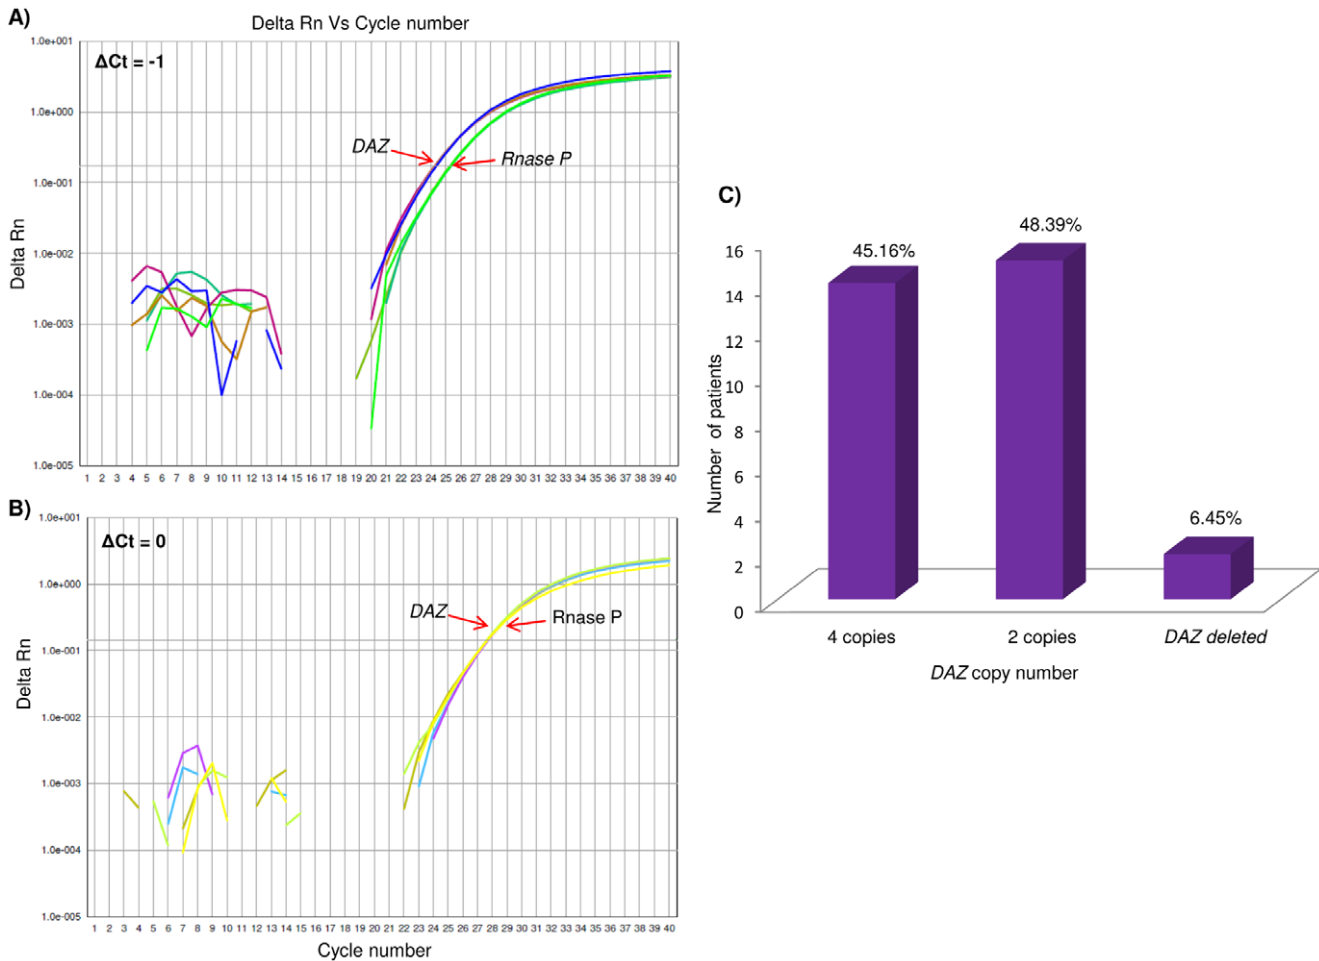 A)
Delta Rn Vs Cycle number
1.0e+001
ΔCt = -1
1.0e+000
DAZ
Rnase P
1.0e-001
1.0e-002
1.0e-003
1.0e-004
1.0e-005
Delta Rn
1 2 3 4 5 6 7 8 9 10 11 12 13 14 15 16 17 18 19 20 21 22 23 24 25 26 27 28 29 30 31 32 33 34 35 36 37 38 39 40
B)
1.0e+001
ΔCt = 0
1.0e+000
DAZ
Rnase P
1.0e-001
1.0e-002
1.0e-003
1.0e-004
1.0e-005
Delta Rn
1 2 3 4 5 6 7 8 9 10 11 12 13 14 15 16 17 18 19 20 21 22 23 24 25 26 27 28 29 30 31 32 33 34 35 36 37 38 39 40
Cycle number
C)
45.16%
48.39%
6.45%
16
14
12
10
8
6
4
2
0
Number of patients
4 copies
2 copies
DAZ deleted
DAZ copy number